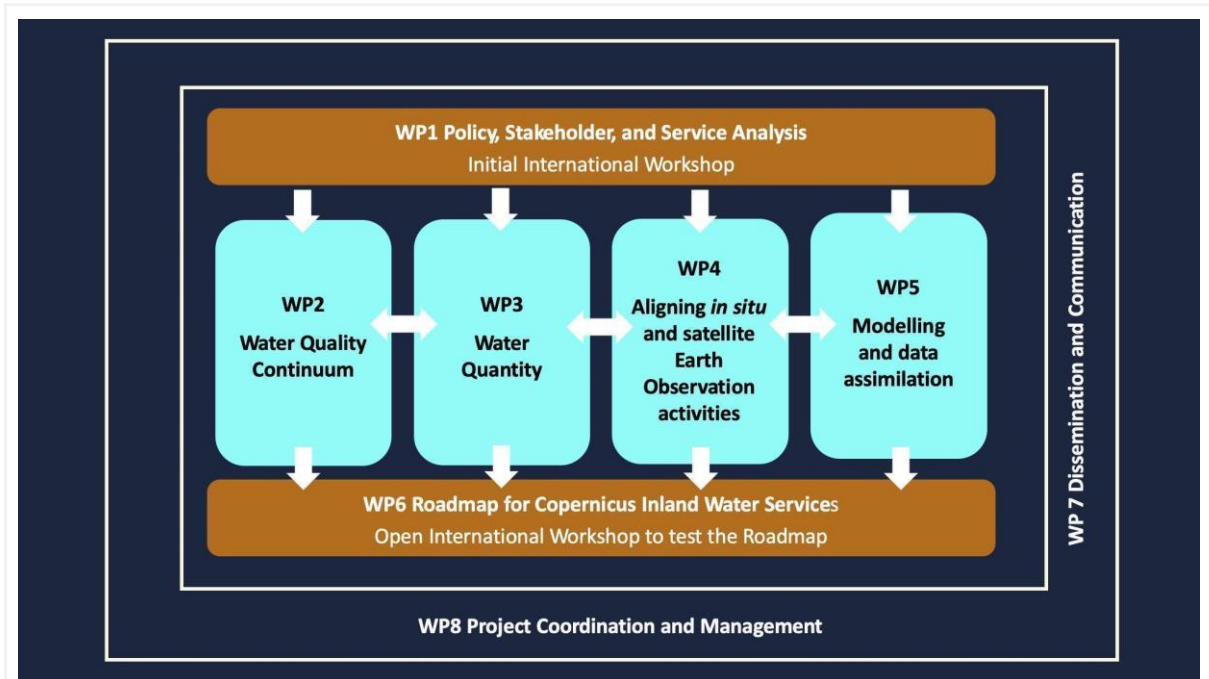 WP1 Policy, Stakeholder, and Service Analysis
Initial International Workshop
WP2
Water Quality
Continuum
WP3
Water
Quantity
WP4
Aligning in situ
and satellite
Earth
Observation
activities
WP5
Modelling
and data
assimilation
WP6 Roadmap for Copernicus Inland Water Services
Open International Workshop to test the Roadmap
WP 7 Dissemination and Communication
WP8 Project Coordination and Management